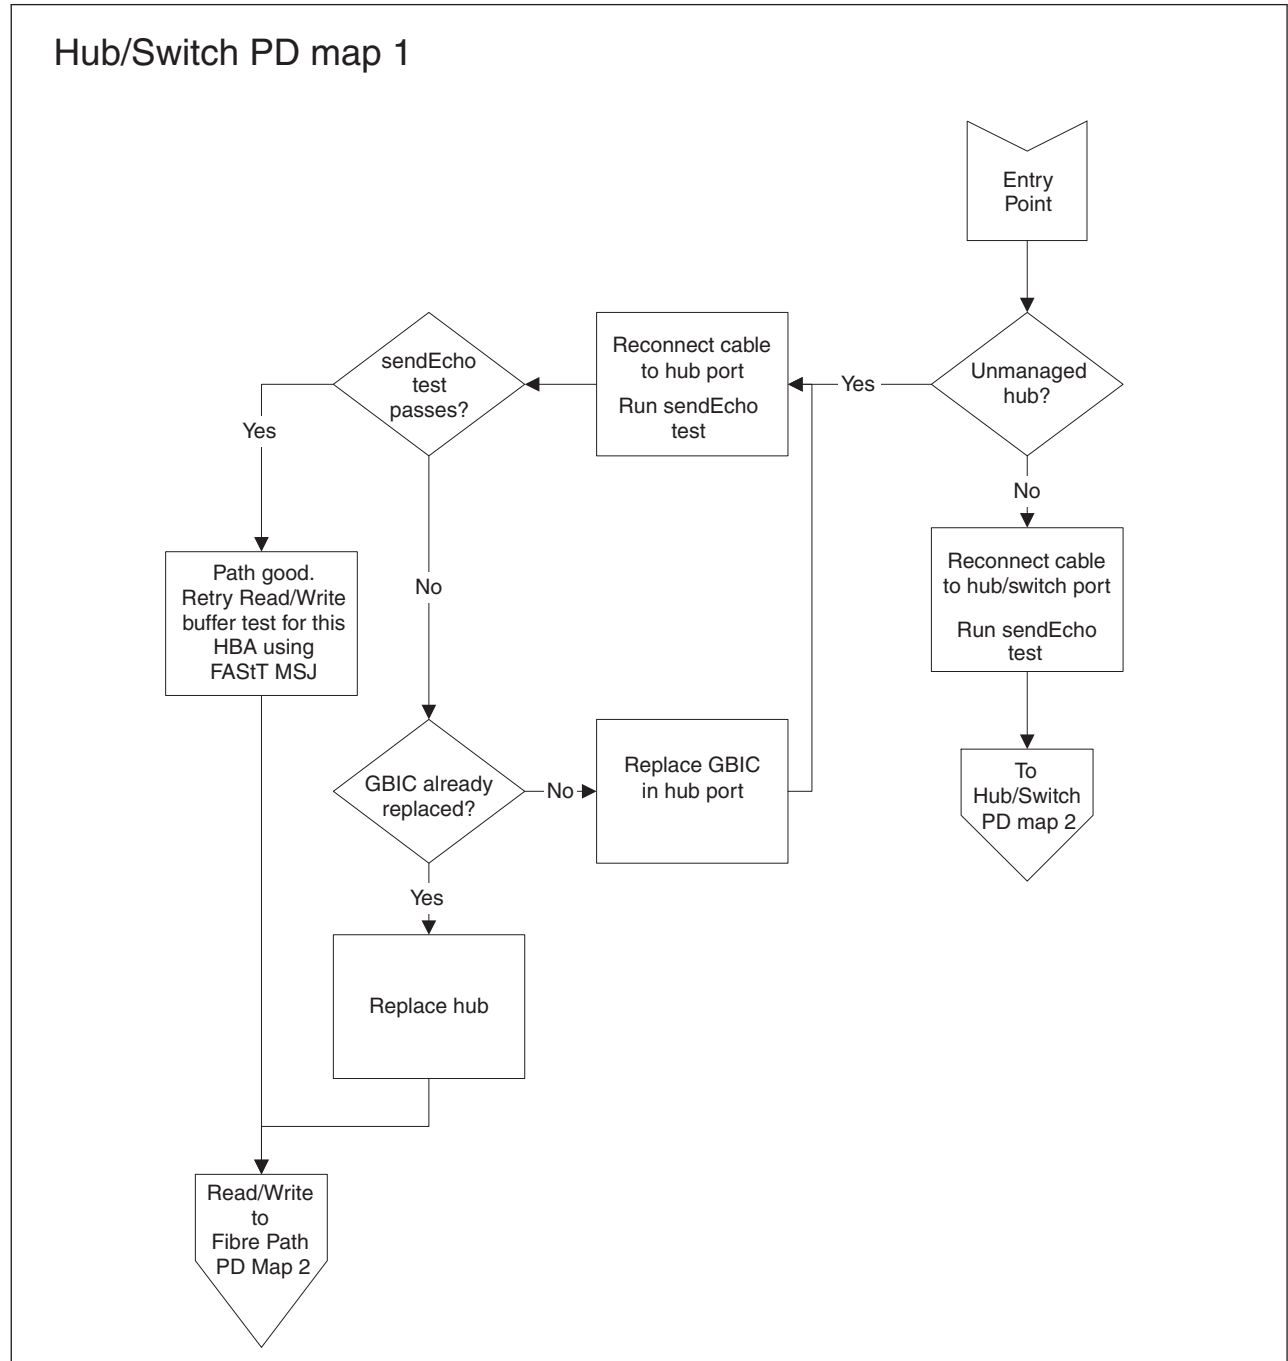 Hub/Switch PD map 1
Entry
Point
Unmanaged
hub?
Yes
Reconnect cable
to hub port
Run sendEcho
test
sendEcho
test
passes?
Yes
Path good.
Retry Read/Write
buffer test for this
HBA using
FAStT MSJ
No
GBIC already
replaced?
No
Replace GBIC
in hub port
Yes
Replace hub
Read/Write
to
Fibre Path
PD Map 2
No
Reconnect cable
to hub/switch port
Run sendEcho
test
To
Hub/Switch
PD map 2